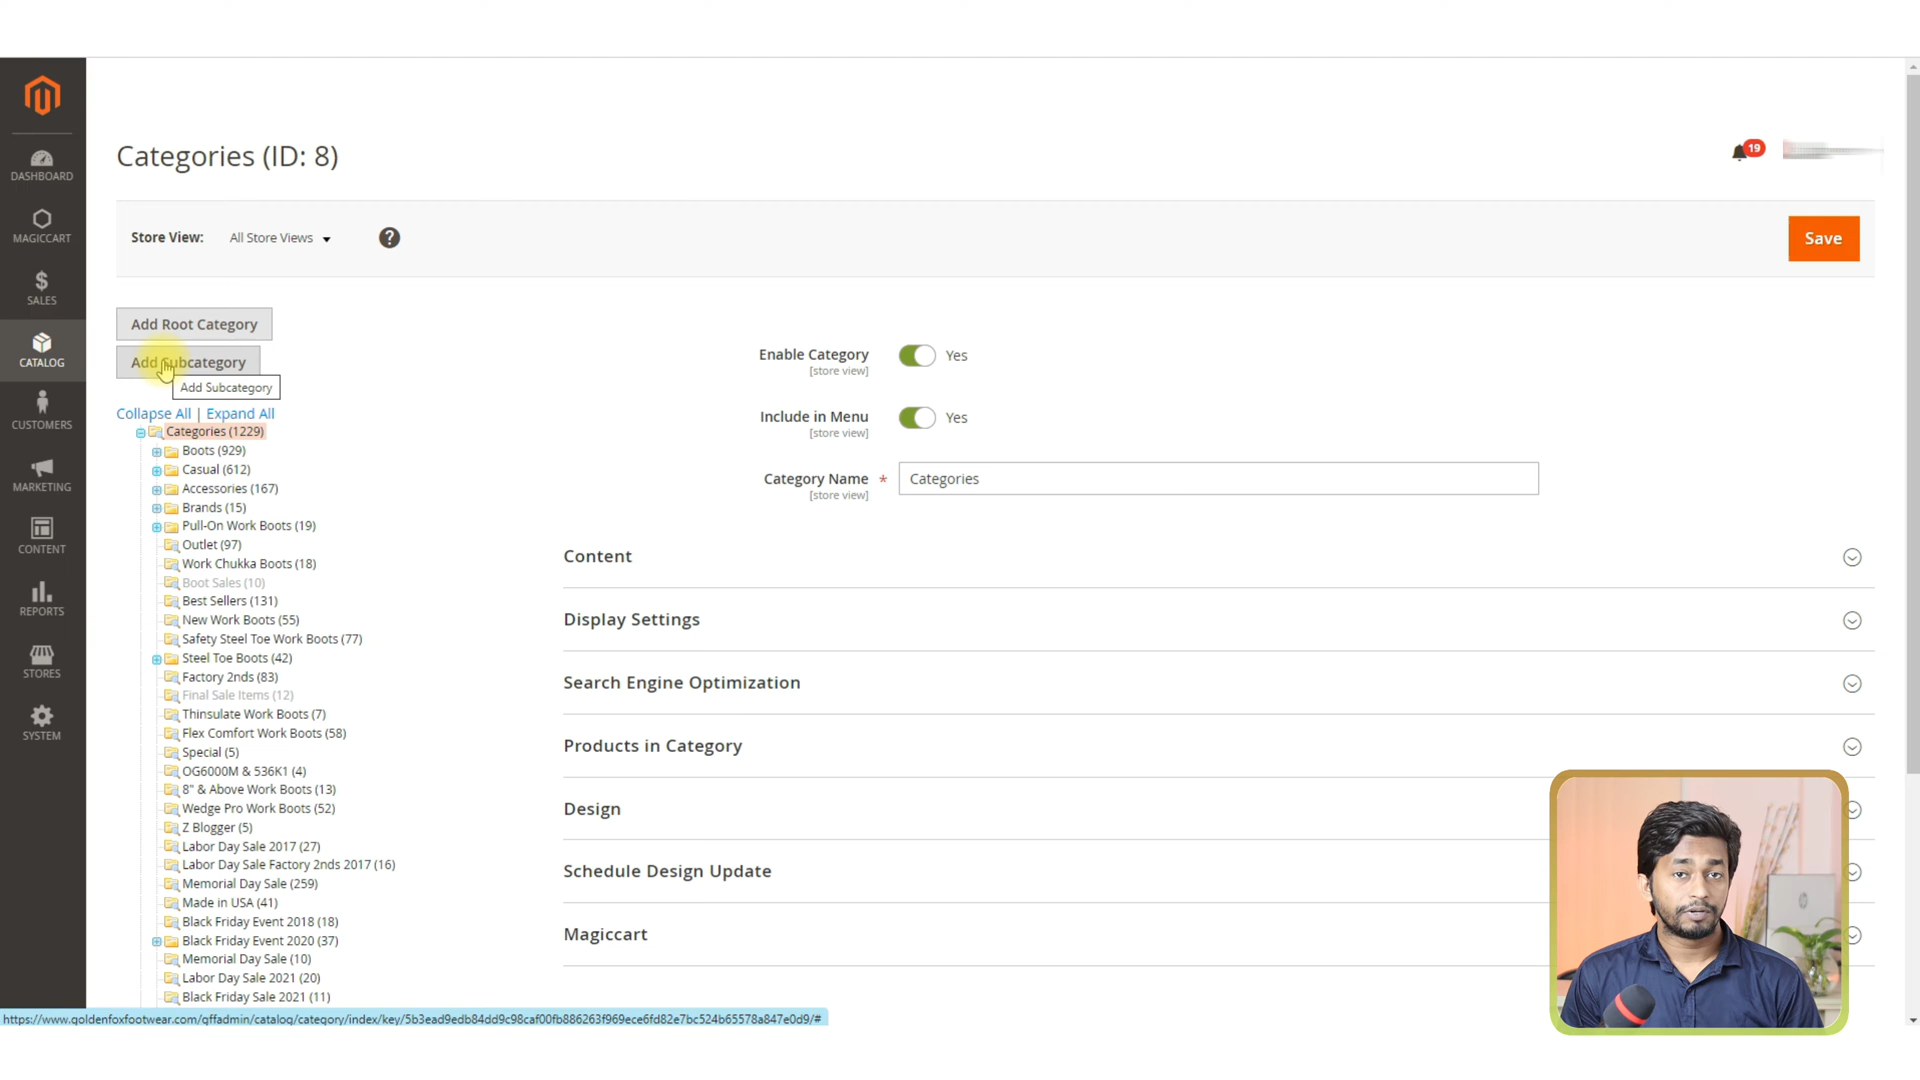 Categories (ID: 8)
19
DASHBOARD
MAGICCART
SALES
CATALOG
CUSTOMERS
MARKETING
CONTENT
REPORTS
STORES
SYSTEM
Store View: All Store Views
?
Save
Add Root Category
Add Subcategory
Add Subcategory
Collapse All | Expand All
Categories (1229)
Boots (929)
Casual (612)
Accessories (167)
Brands (15)
Pull-On Work Boots (19)
Outlet (97)
Work Chukka Boots (18)
Boot Sales (10)
Best Sellers (131)
New Work Boots (55)
Safety Steel Toe Work Boots (77)
Steel Toe Boots (42)
Factory 2nds (83)
Final Sale Items (12)
Thinsulate Work Boots (7)
Flex Comfort Work Boots (58)
Special (5)
OG6000M & 536K1 (4)
8" & Above Work Boots (13)
Wedge Pro Work Boots (52)
Z Blogger (5)
Labor Day Sale 2017 (27)
Labor Day Sale Factory 2nds 2017 (16)
Memorial Day Sale (259)
Made in USA (41)
Black Friday Event 2018 (18)
Black Friday Event 2020 (37)
Memorial Day Sale (10)
Labor Day Sale 2021 (20)
Black Friday Sale 2021 (11)
Enable Category
[store view]
Yes
Include in Menu
[store view]
Yes
Category Name *
[store view]
Categories
Content
Display Settings
Search Engine Optimization
Products in Category
Design
Schedule Design Update
Magiccart
https://www.goldenfoxfootwear.com/gffadmin/catalog/category/index/key/5b3ead9edb84dd9c98caf00fb886263f969ece6fd82e7bc524b65578a847e0d9/#